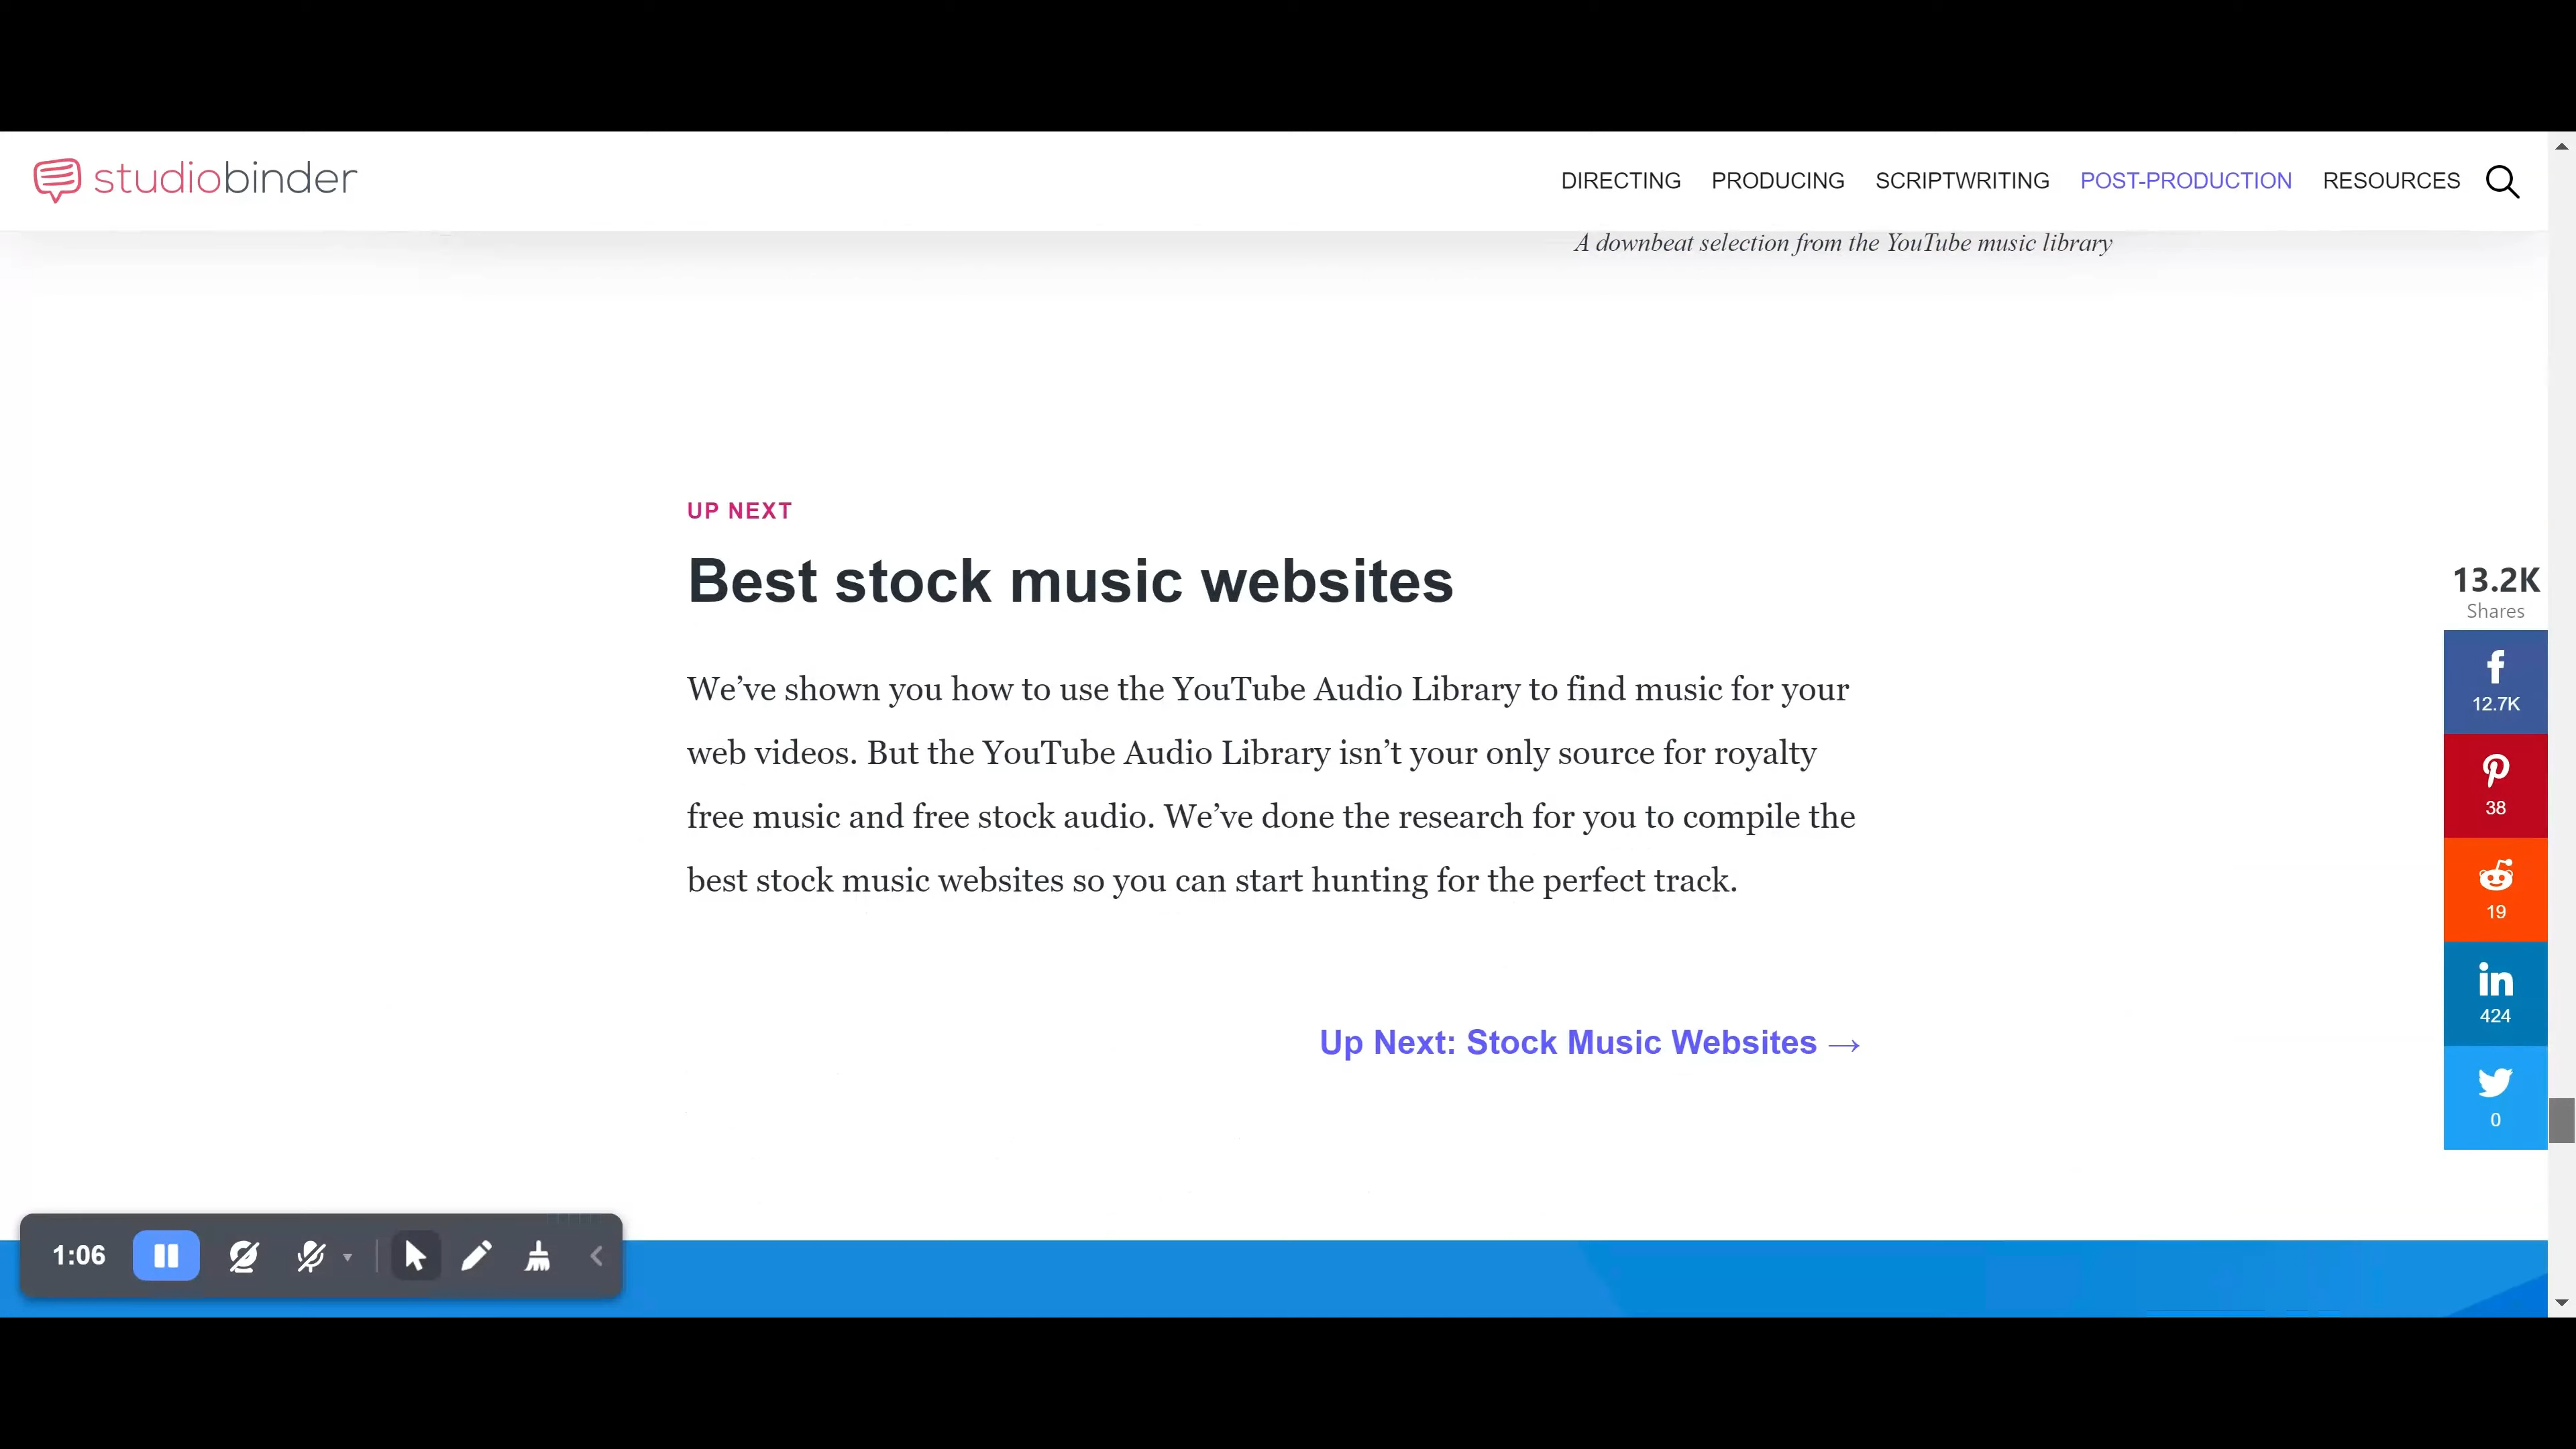 studiobinder
DIRECTING PRODUCING SCRIPTWRITING POST-PRODUCTION RESOURCES
A downbeat selection from the YouTube music library
UP NEXT
Best stock music websites
We’ve shown you how to use the YouTube Audio Library to find music for your
web videos. But the YouTube Audio Library isn’t your only source for royalty
free music and free stock audio. We’ve done the research for you to compile the
best stock music websites so you can start hunting for the perfect track.
Up Next: Stock Music Websites →
13.2K
Shares
12.7K
38
19
424
0
1:06